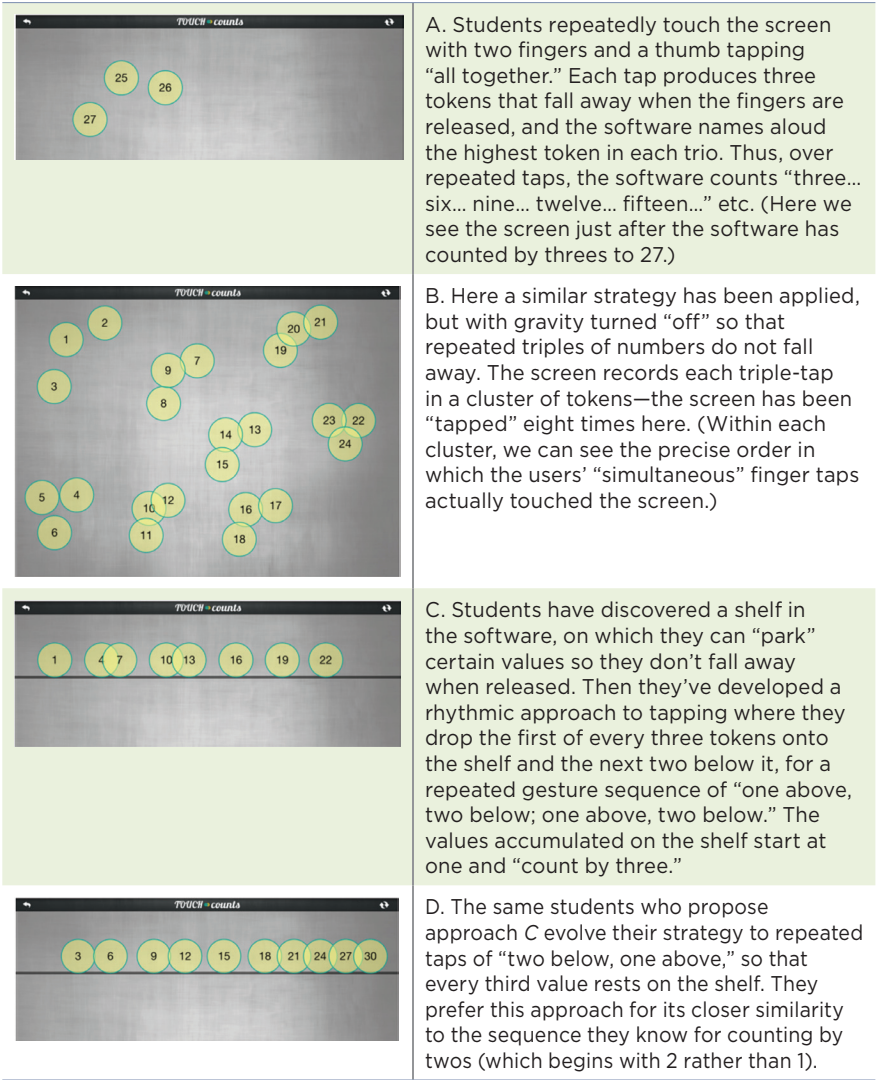 TOUCH counts
25
26
27
A. Students repeatedly touch the screen
with two fingers and a thumb tapping
“all together.” Each tap produces three
tokens that fall away when the fingers are
released, and the software names aloud
the highest token in each trio. Thus, over
repeated taps, the software counts “three...
six... nine... twelve... fifteen...” etc. (Here we
see the screen just after the software has
counted by threes to 27.)
TOUCH counts
2
1
3
20 21
19
9 7
8
23 22
24
14 13
15
5 4
6
10 12
11
16 17
18
B. Here a similar strategy has been applied,
but with gravity turned “off” so that
repeated triples of numbers do not fall
away. The screen records each triple-tap
in a cluster of tokens—the screen has been
“tapped” eight times here. (Within each
cluster, we can see the precise order in
which the users’ “simultaneous” finger taps
actually touched the screen.)
TOUCH counts
1 4 7 10 13 16 19 22
C. Students have discovered a shelf in
the software, on which they can “park”
certain values so they don’t fall away
when released. Then they’ve developed a
rhythmic approach to tapping where they
drop the first of every three tokens onto
the shelf and the next two below it, for a
repeated gesture sequence of “one above,
two below; one above, two below.” The
values accumulated on the shelf start at
one and “count by three.”
TOUCH counts
3 6 9 12 15 18 21 24 27 30
D. The same students who propose
approach C evolve their strategy to repeated
taps of “two below, one above,” so that
every third value rests on the shelf. They
prefer this approach for its closer similarity
to the sequence they know for counting by
twos (which begins with 2 rather than 1).